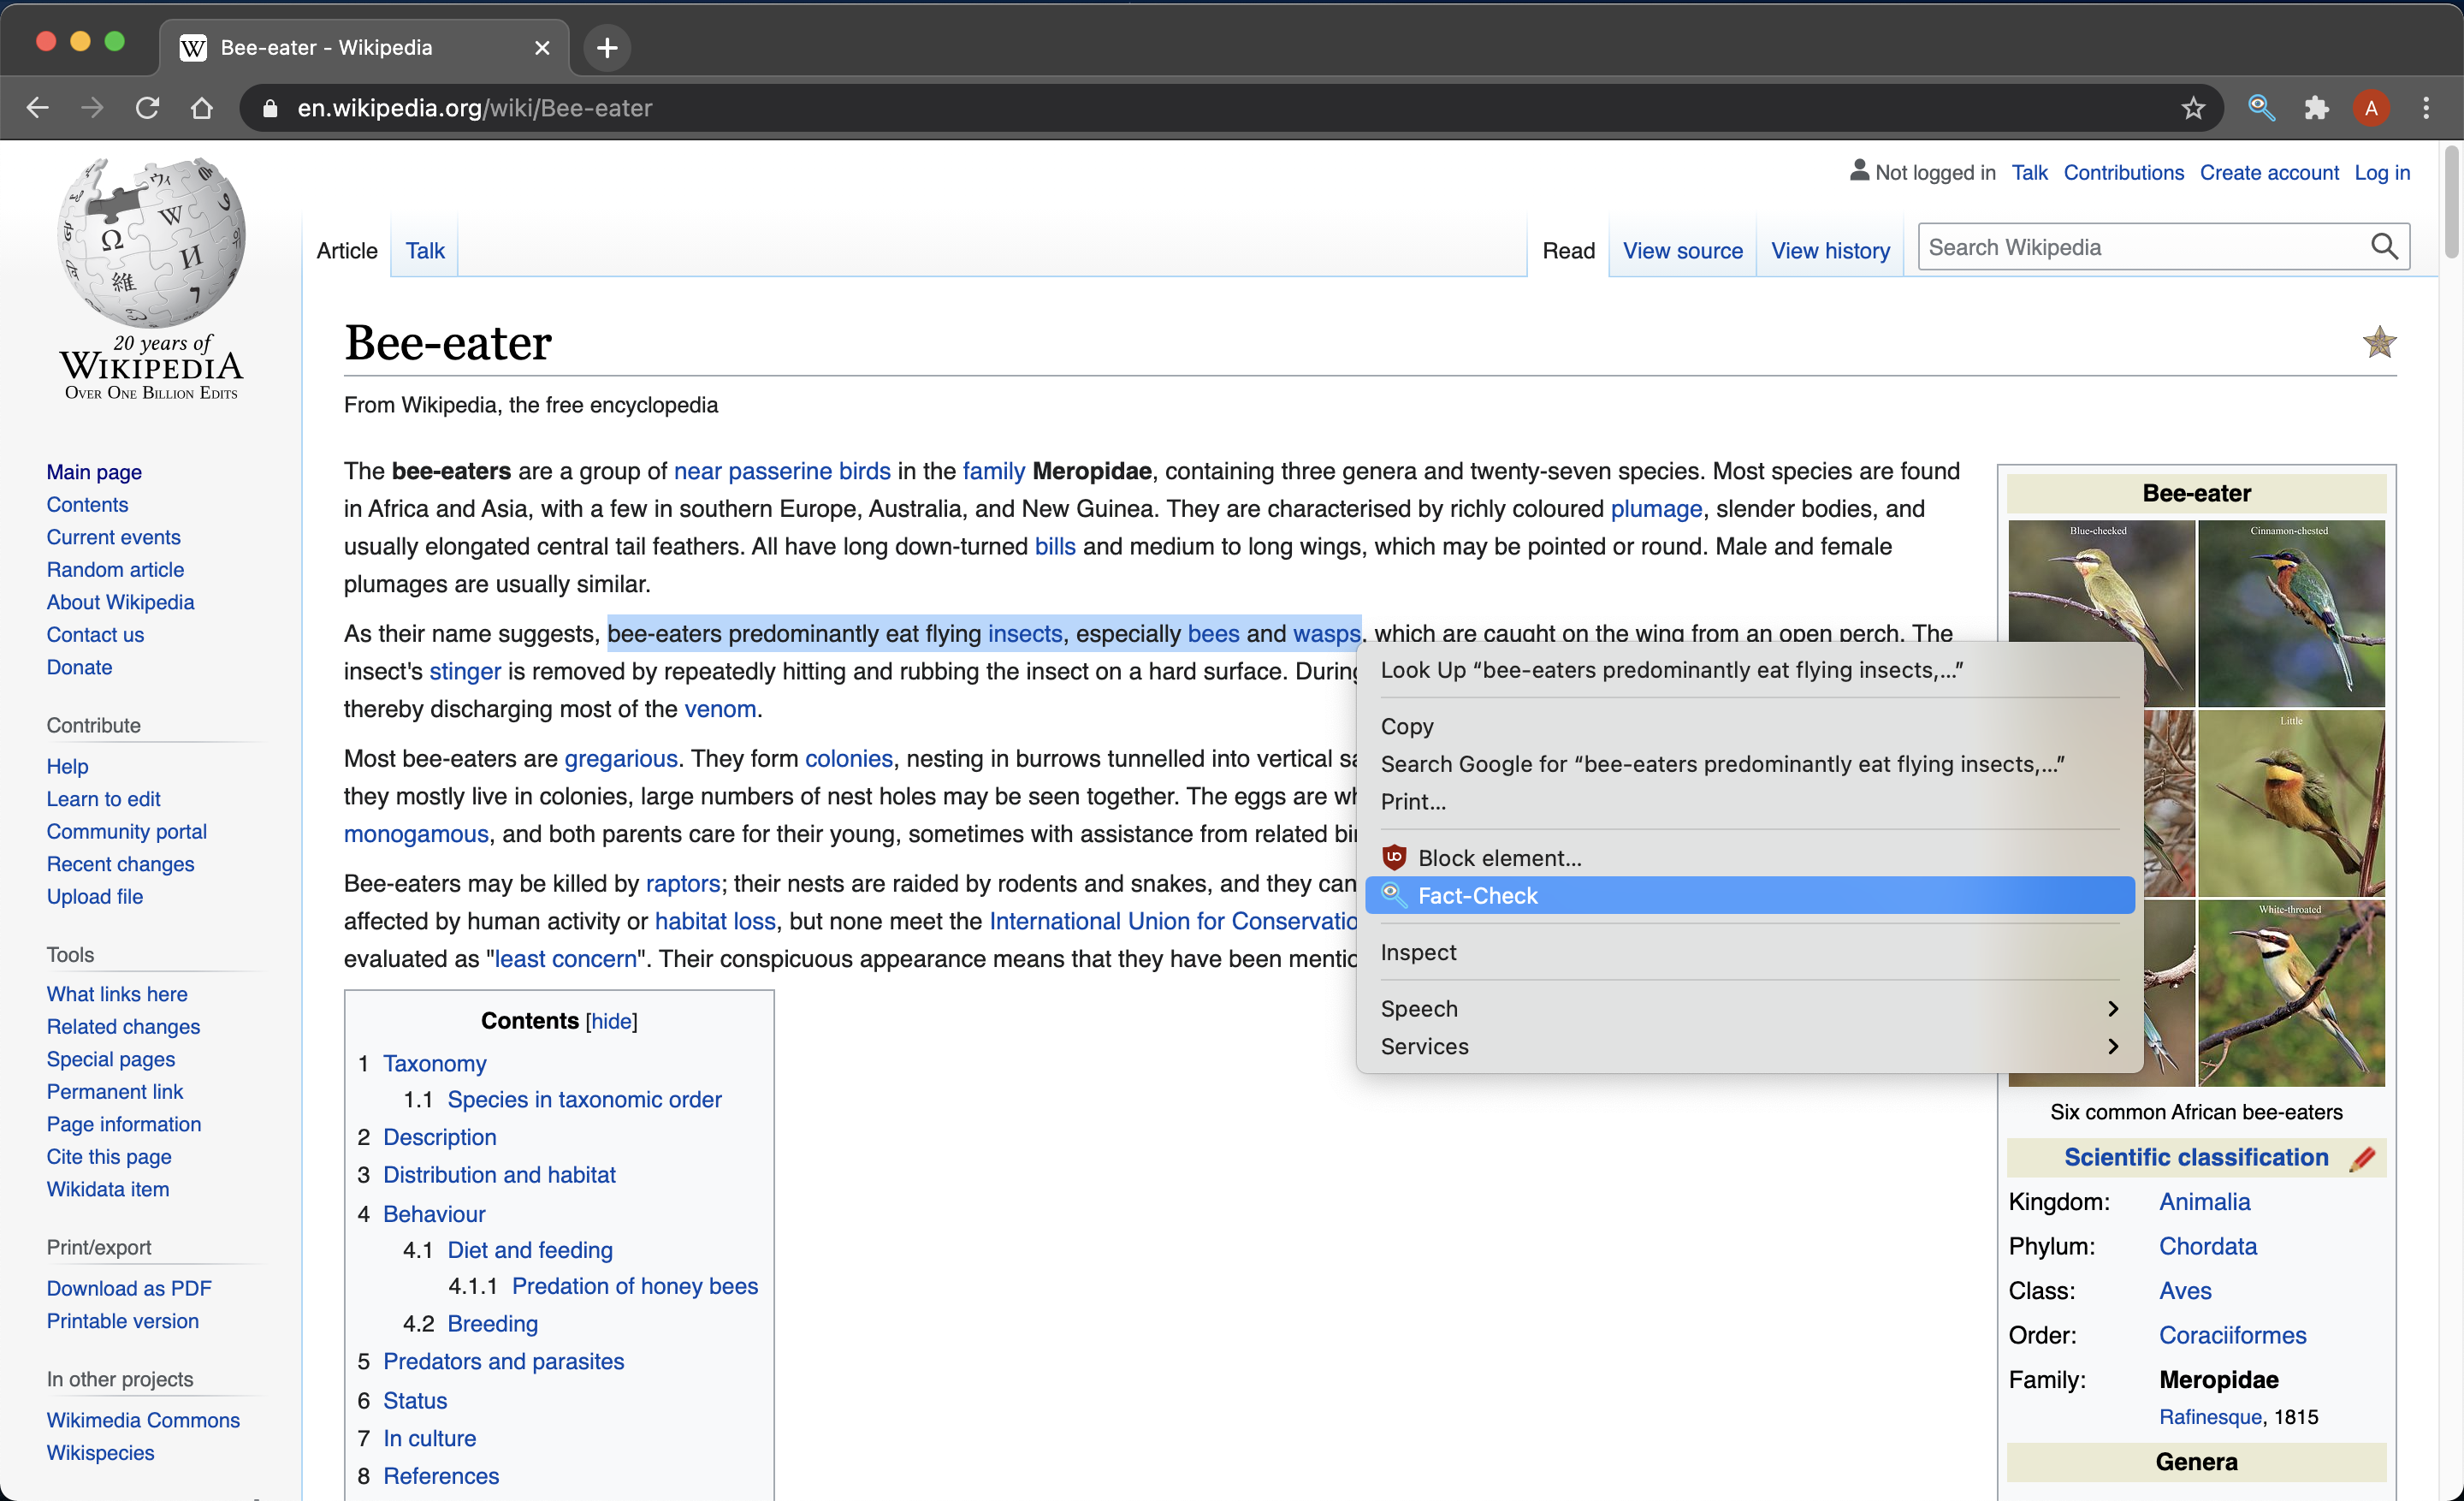 Bee-eater - Wikipedia
en.wikipedia.org/wiki/Bee-eater
A
Not logged in Talk Contributions Create account Log in
Article Talk Read View source View history Search Wikipedia
20 years of
WIKIPEDIA
OVER ONE BILLION EDITS
Main page
Contents
Current events
Random article
About Wikipedia
Contact us
Donate
Contribute
Help
Learn to edit
Community portal
Recent changes
Upload file
Tools
What links here
Related changes
Special pages
Permanent link
Page information
Cite this page
Wikidata item
Print/export
Download as PDF
Printable version
In other projects
Wikimedia Commons
Wikispecies
Bee-eater
From Wikipedia, the free encyclopedia
The bee-eaters are a group of near passerine birds in the family Meropidae, containing three genera and twenty-seven species. Most species are found
in Africa and Asia, with a few in southern Europe, Australia, and New Guinea. They are characterised by richly coloured plumage, slender bodies, and
usually elongated central tail feathers. All have long down-turned bills and medium to long wings, which may be pointed or round. Male and female
plumages are usually similar.
As their name suggests, bee-eaters predominantly eat flying insects, especially bees and wasps, which are caught on the wing from an open perch. The
insect's stinger is removed by repeatedly hitting and rubbing the insect on a hard surface. During
thereby discharging most of the venom.
Most bee-eaters are gregarious. They form colonies, nesting in burrows tunnelled into vertical
they mostly live in colonies, large numbers of nest holes may be seen together. The eggs are
monogamous, and both parents care for their young, sometimes with assistance from related
Bee-eaters may be killed by raptors; their nests are raided by rodents and snakes, and they can
affected by human activity or habitat loss, but none meet the International Union for
evaluated as "least concern". Their conspicuous appearance means that they have been
Look Up “bee-eaters predominantly eat flying insects,...”
Copy
Search Google for “bee-eaters predominantly eat flying insects,...”
Print...
Block element...
Fact-Check
Inspect
Speech
Services
Contents [hide]
1 Taxonomy
1.1 Species in taxonomic order
2 Description
3 Distribution and habitat
4 Behaviour
4.1 Diet and feeding
4.1.1 Predation of honey bees
4.2 Breeding
5 Predators and parasites
6 Status
7 In culture
8 References
Bee-eater
Blue-cheeked Cinnamon-chested
Little
White-throated
Six common African bee-eaters
Scientific classification
Kingdom: Animalia
Phylum: Chordata
Class: Aves
Order: Coraciiformes
Family: Meropidae
Rafinesque, 1815
Genera